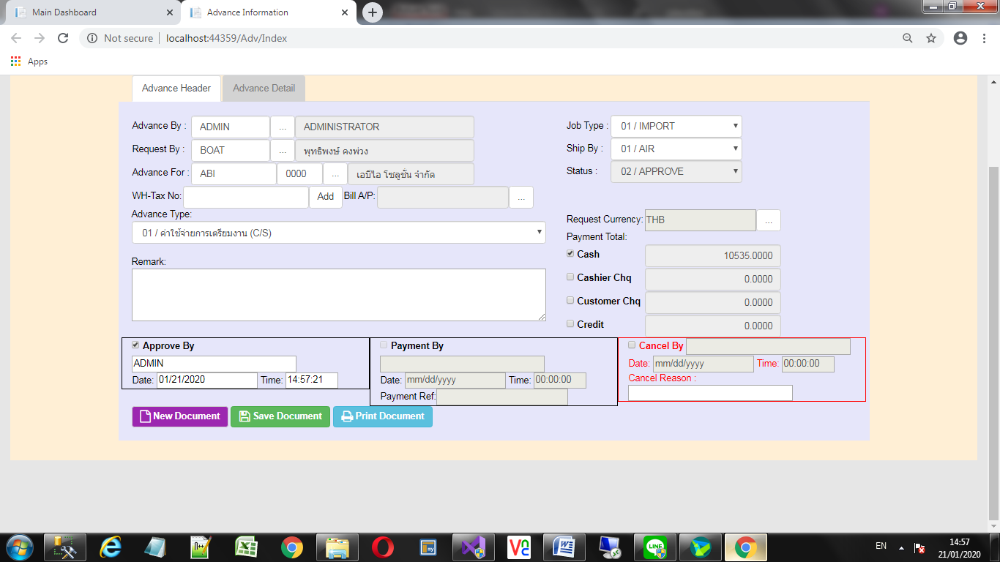 Main Dashboard
Advance Information
Not secure
localhost:44359/Adv/Index
Apps
Advance Header
Advance Detail
Advance By :
ADMIN
...
ADMINISTRATOR
Job Type :
01 / IMPORT
Request By :
BOAT
...
พุทธิพงษ์ คงพ่วง
Ship By :
01 / AIR
Advance For :
ABI
0000
...
เอบีไอ โซลูชั่น จำกัด
Status :
02 / APPROVE
WH-Tax No:
Add
Bill A/P:
...
Advance Type:
01 / ค่าใช้จ่ายการเตรียมงาน (C/S)
Request Currency:
THB
...
Payment Total:
Cash
10535.0000
Remark:
Cashier Chq
0.0000
Customer Chq
0.0000
Credit
0.0000
Approve By
ADMIN
Date:
01/21/2020
Time:
14:57:21
Payment By
Date:
mm/dd/yyyy
Time:
00:00:00
Payment Ref:
Cancel By
Date:
mm/dd/yyyy
Time:
00:00:00
Cancel Reason :
New Document
Save Document
Print Document
EN
14:57
21/01/2020